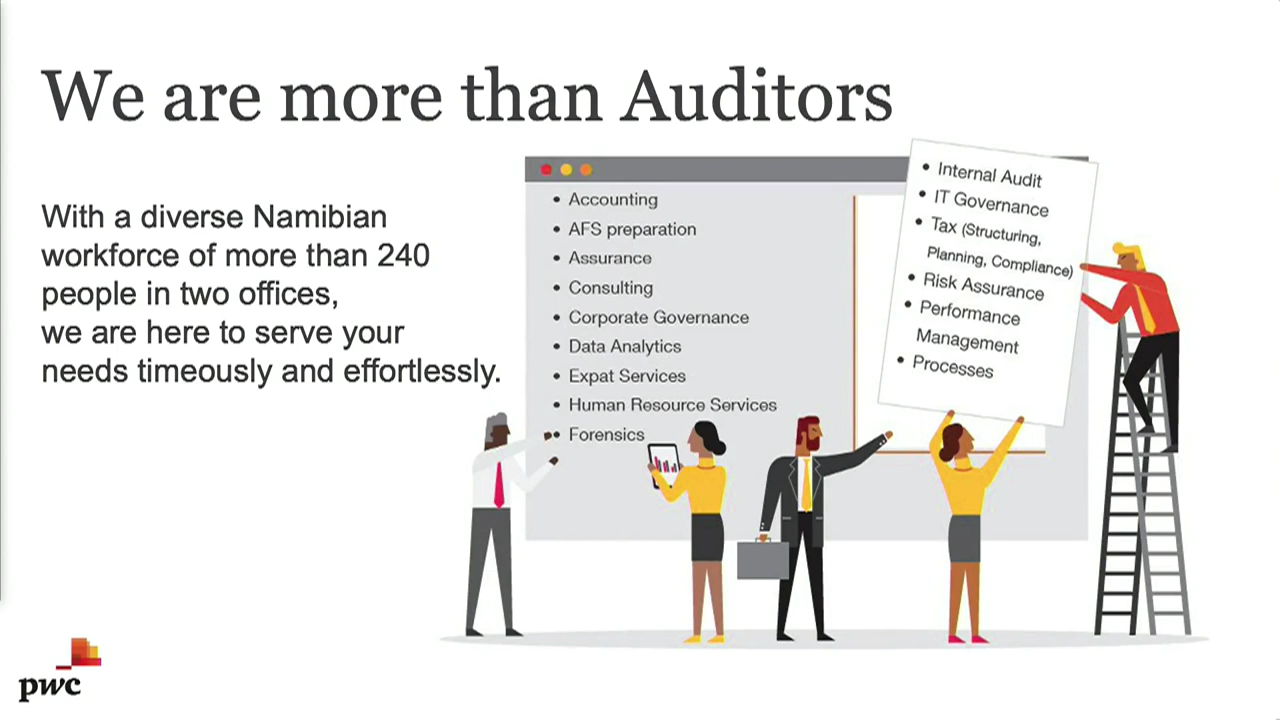 We are more than Auditors
With a diverse Namibian
workforce of more than 240
people in two offices,
we are here to serve your
needs timeously and effortlessly.
• Accounting
• AFS preparation
• Assurance
• Consulting
• Corporate Governance
• Data Analytics
• Expat Services
• Human Resource Services
• Forensics
• Internal Audit
• IT Governance
• Tax (Structuring,
Planning, Compliance)
• Risk Assurance
• Performance
Management
• Processes
pwc